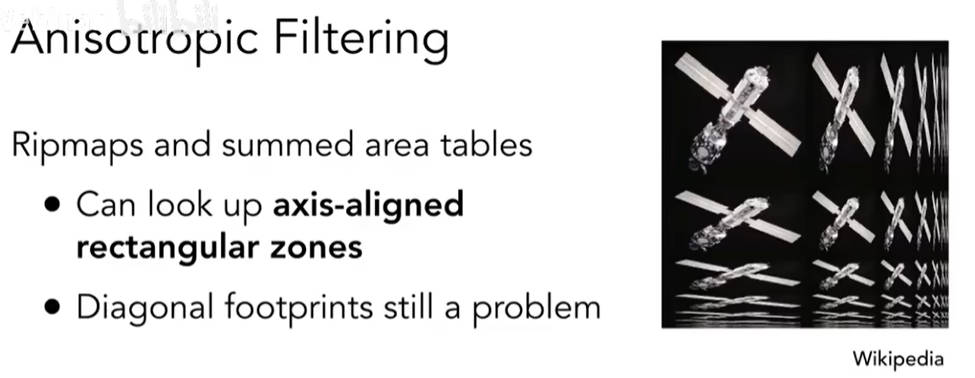 bilibili
Anisotropic Filtering
Ripmaps and summed area tables
• Can look up axis-aligned
rectangular zones
• Diagonal footprints still a problem
Wikipedia